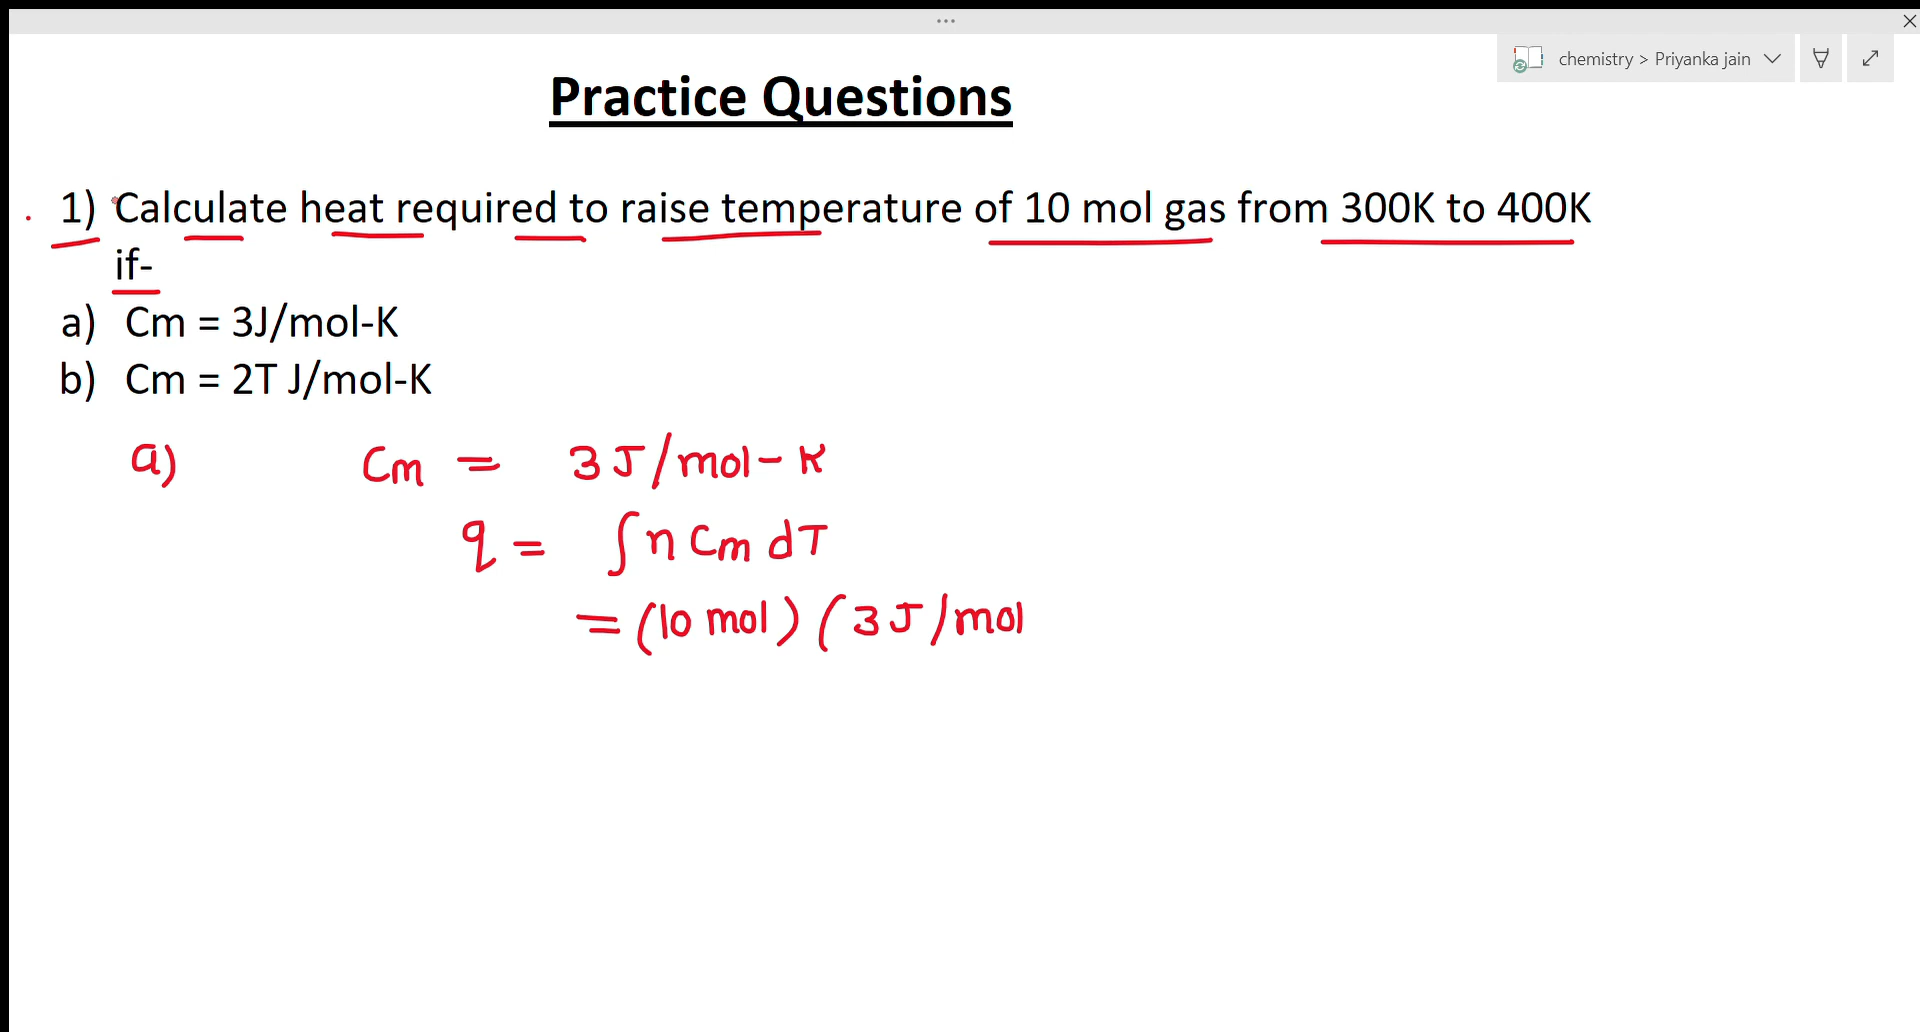 chemistry > Priyanka jain
Practice Questions
1) Calculate heat required to raise temperature of 10 mol gas from 300K to 400K
if-
a) Cm = 3J/mol-K
b) Cm = 2T J/mol-K
a) Cm = 3J/mol-K
q = ∫n Cm dT
= (10 mol) (3J/mol